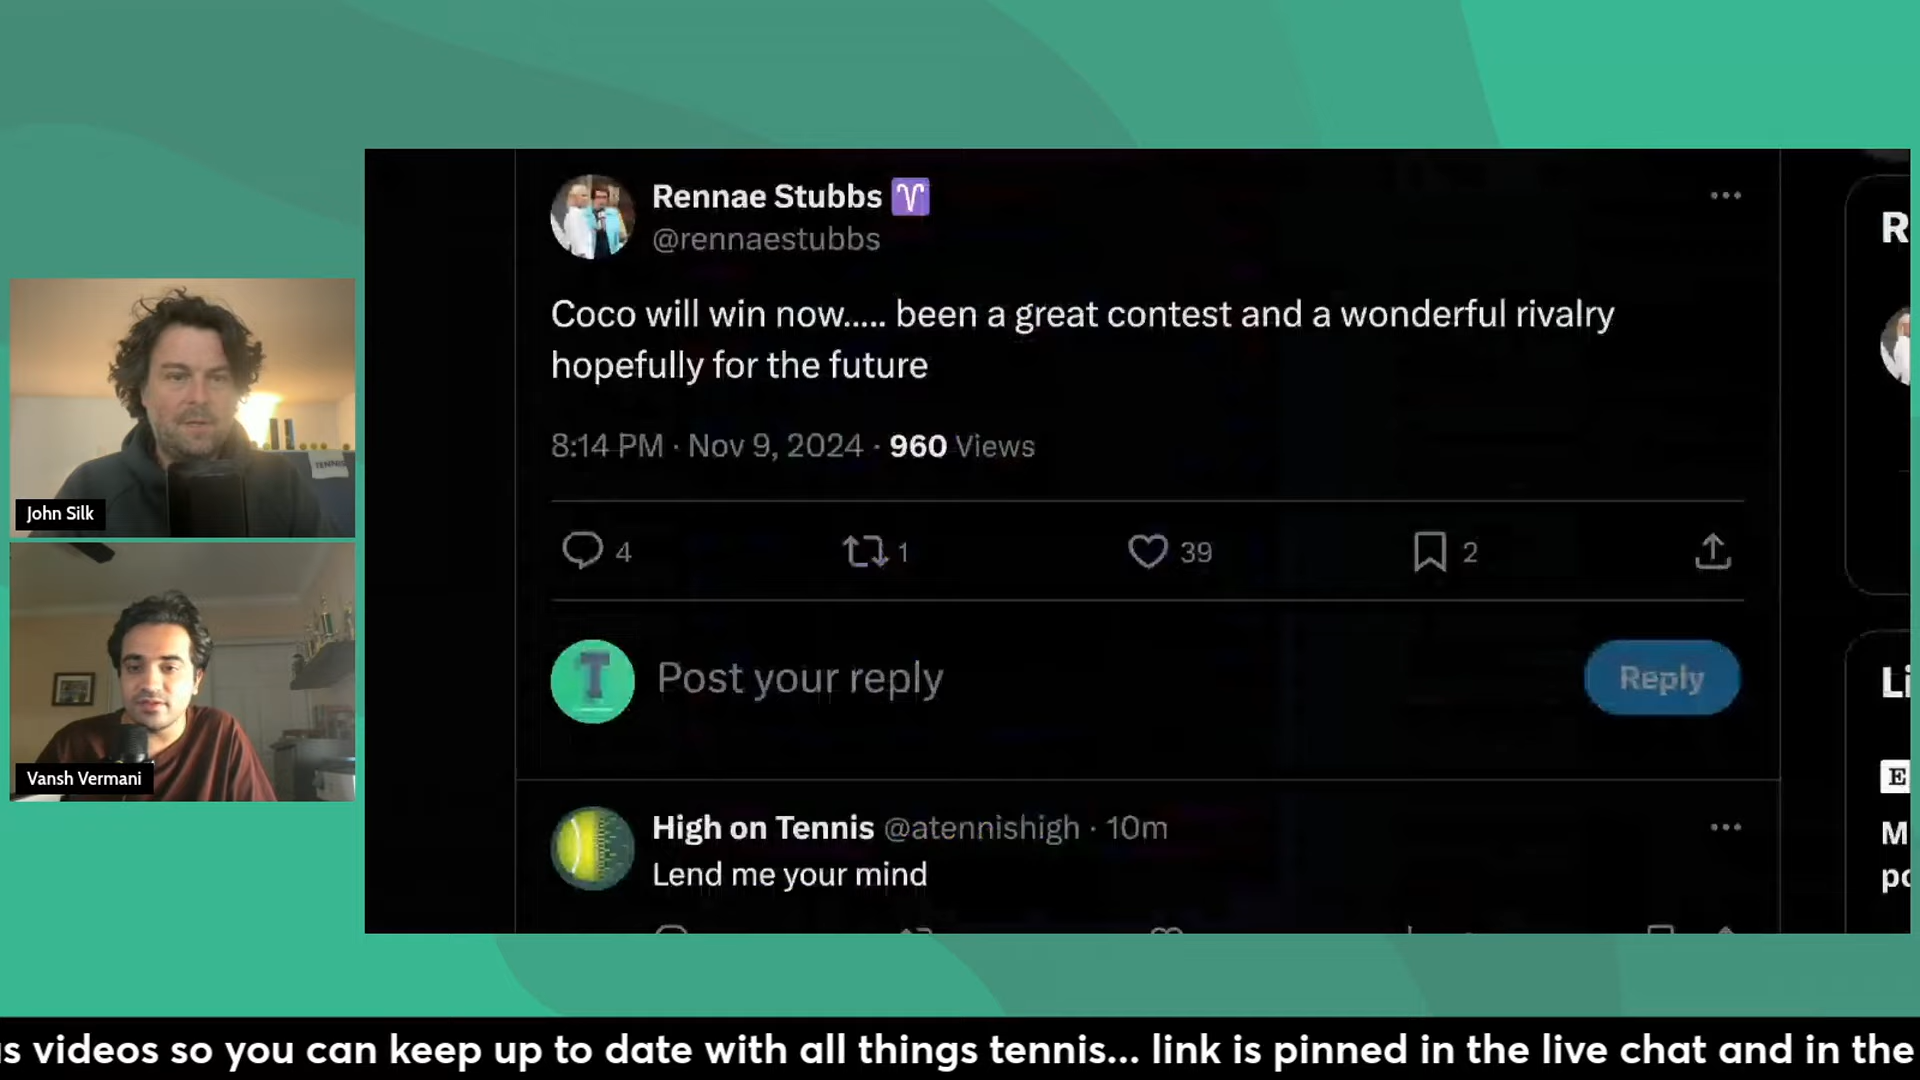 Rennae Stubbs ♈
@rennaestubbs
Coco will win now..... been a great contest and a wonderful rivalry
hopefully for the future
8:14 PM · Nov 9, 2024 · 960 Views
4 1 39 2
T Post your reply
Reply
High on Tennis @atennishigh · 10m
Lend me your mind
R
Li
E
M
po
TENNIS
John Silk
Vansh Vermani
s videos so you can keep up to date with all things tennis... link is pinned in the live chat and in the